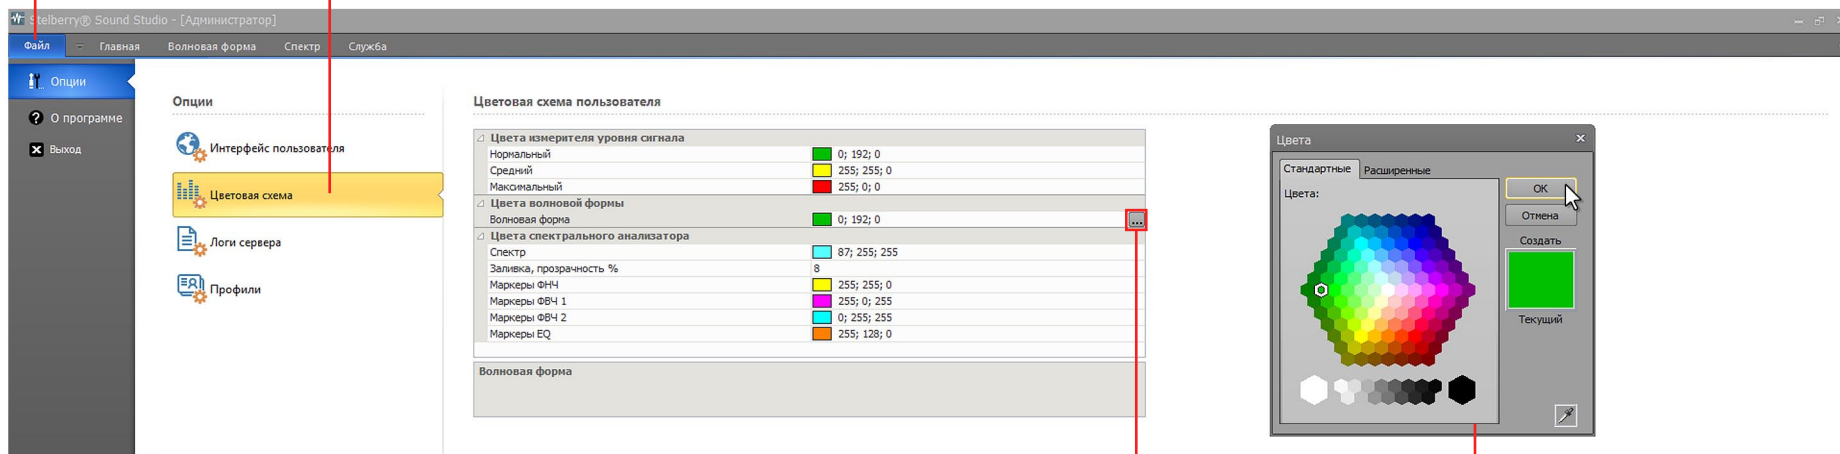 Stelberry® Sound Studio - [Администратор]
Файл Главная Волновая форма Спектр Служба
Опции
О программе
Выход
Опции
Интерфейс пользователя
Цветовая схема
Логи сервера
Профили
Цветовая схема пользователя
Цвета измерителя уровня сигнала
Нормальный 0; 192; 0
Средний 255; 255; 0
Максимальный 255; 0; 0
Цвета волновой формы
Волновая форма 0; 192; 0 ...
Цвета спектрального анализатора
Спектр 87; 255; 255
Заливка, прозрачность % 8
Маркеры ФНЧ 255; 255; 0
Маркеры ФВЧ 1 255; 0; 255
Маркеры ФВЧ 2 0; 255; 255
Маркеры EQ 255; 128; 0
Волновая форма
Цвета
Стандартные Расширенные
Цвета:
OK
Отмена
Создать
Текущий